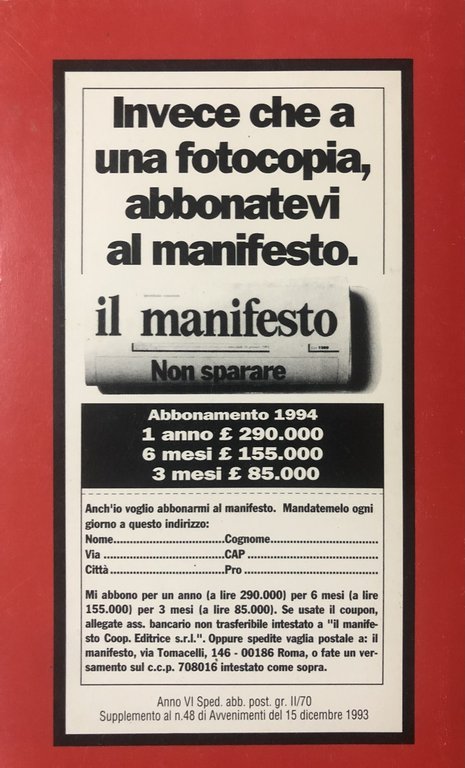 Invece che a
una fotocopia,
abbonatevi
al manifesto.
il manifesto
Non sparare
Abbonamento 1994
1 anno £ 290.000
6 mesi £ 155.000
3 mesi £ 85.000
Anch'io voglio abbonarmi al manifesto. Mandatemelo ogni
giorno a questo indirizzo:
Nome..............................Cognome..............................
Via ..............................CAP ..............................
Città..............................Pro ..............................
Mi abbono per un anno (a lire 290.000) per 6 mesi (a lire
155.000) per 3 mesi (a lire 85.000). Se usate il coupon,
allegate ass. bancario non trasferibile intestato a "il manife-
sto Coop. Editrice s.r.l.". Oppure spedite vaglia postale a: il
manifesto, via Tomacelli, 146 - 00186 Roma, o fate un ver-
samento sul c.c.p. 708016 intestato come sopra.
Anno VI Sped. abb. post. gr. II/70
Supplemento al n.48 di Avvenimenti del 15 dicembre 1993